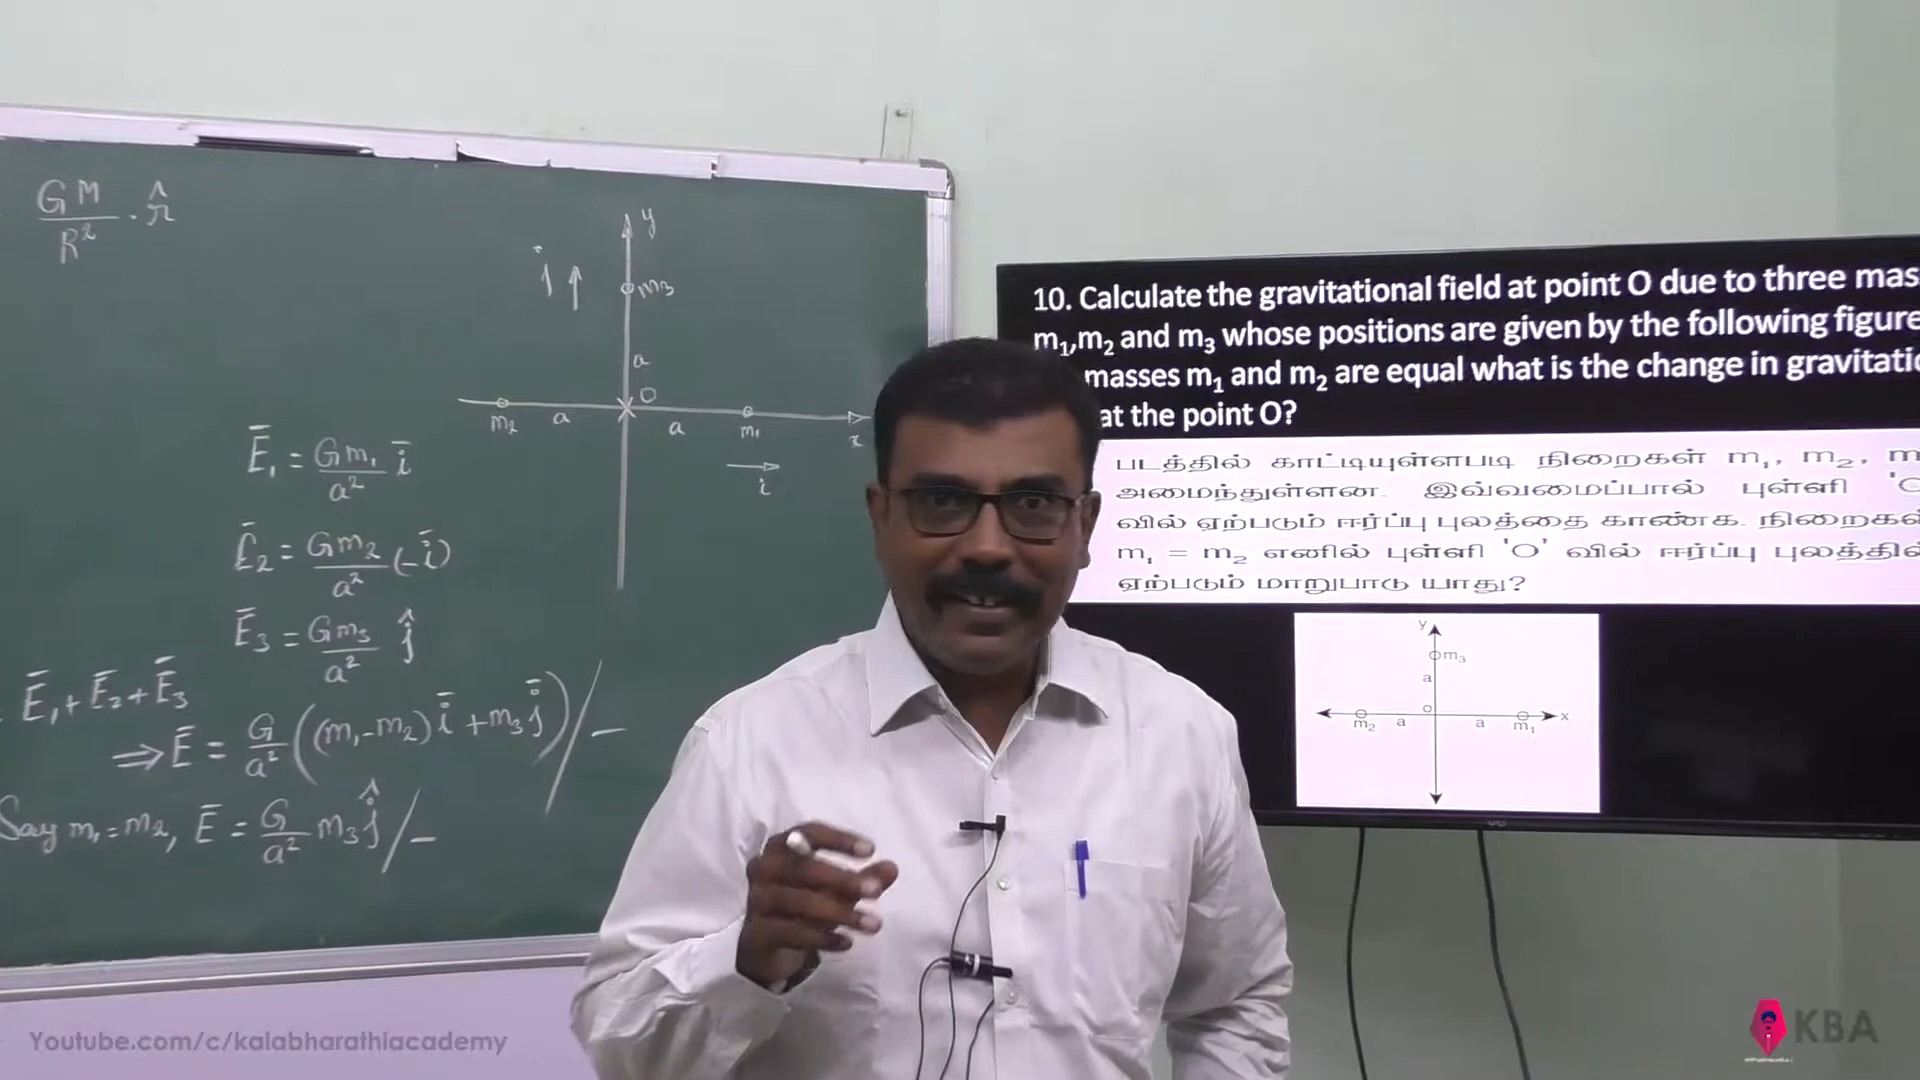 GM
R² . r̂
y
j
m₃
a
O
m₂ a a m₁
x
i
Ē₁ = Gm₁ ī
a²
Ē₂ = Gm₂ (-ī)
a²
Ē₃ = Gm₃ ĵ
a²
Ē₁ + Ē₂ + Ē₃
⇒ Ē = G ((m₁-m₂) ī + m₃ j̄) /-
a²
Say m₁ = m₂, Ē = G m₃ ĵ /-
a²
10. Calculate the gravitational field at point O due to three mas
m₁,m₂ and m₃ whose positions are given by the following figure
masses m₁ and m₂ are equal what is the change in gravitati
at the point O?
படத்தில் காட்டியுள்ளபடி நிறைகள் m₁, m₂, m
அமைந்துள்ளன. இவ்வமைப்பால் புள்ளி 'O
வில் ஏற்படும் ஈர்ப்பு புலத்தை காண்க. நிறைகள்
m₁ = m₂ எனில் புள்ளி 'O' வில் ஈர்ப்பு புலத்தில்
ஏற்படும் மாறுபாடு யாது?
y
m₃
a
o
x
m₂ a a m₁
Youtube.com/c/kalabharathiacademy
KBA